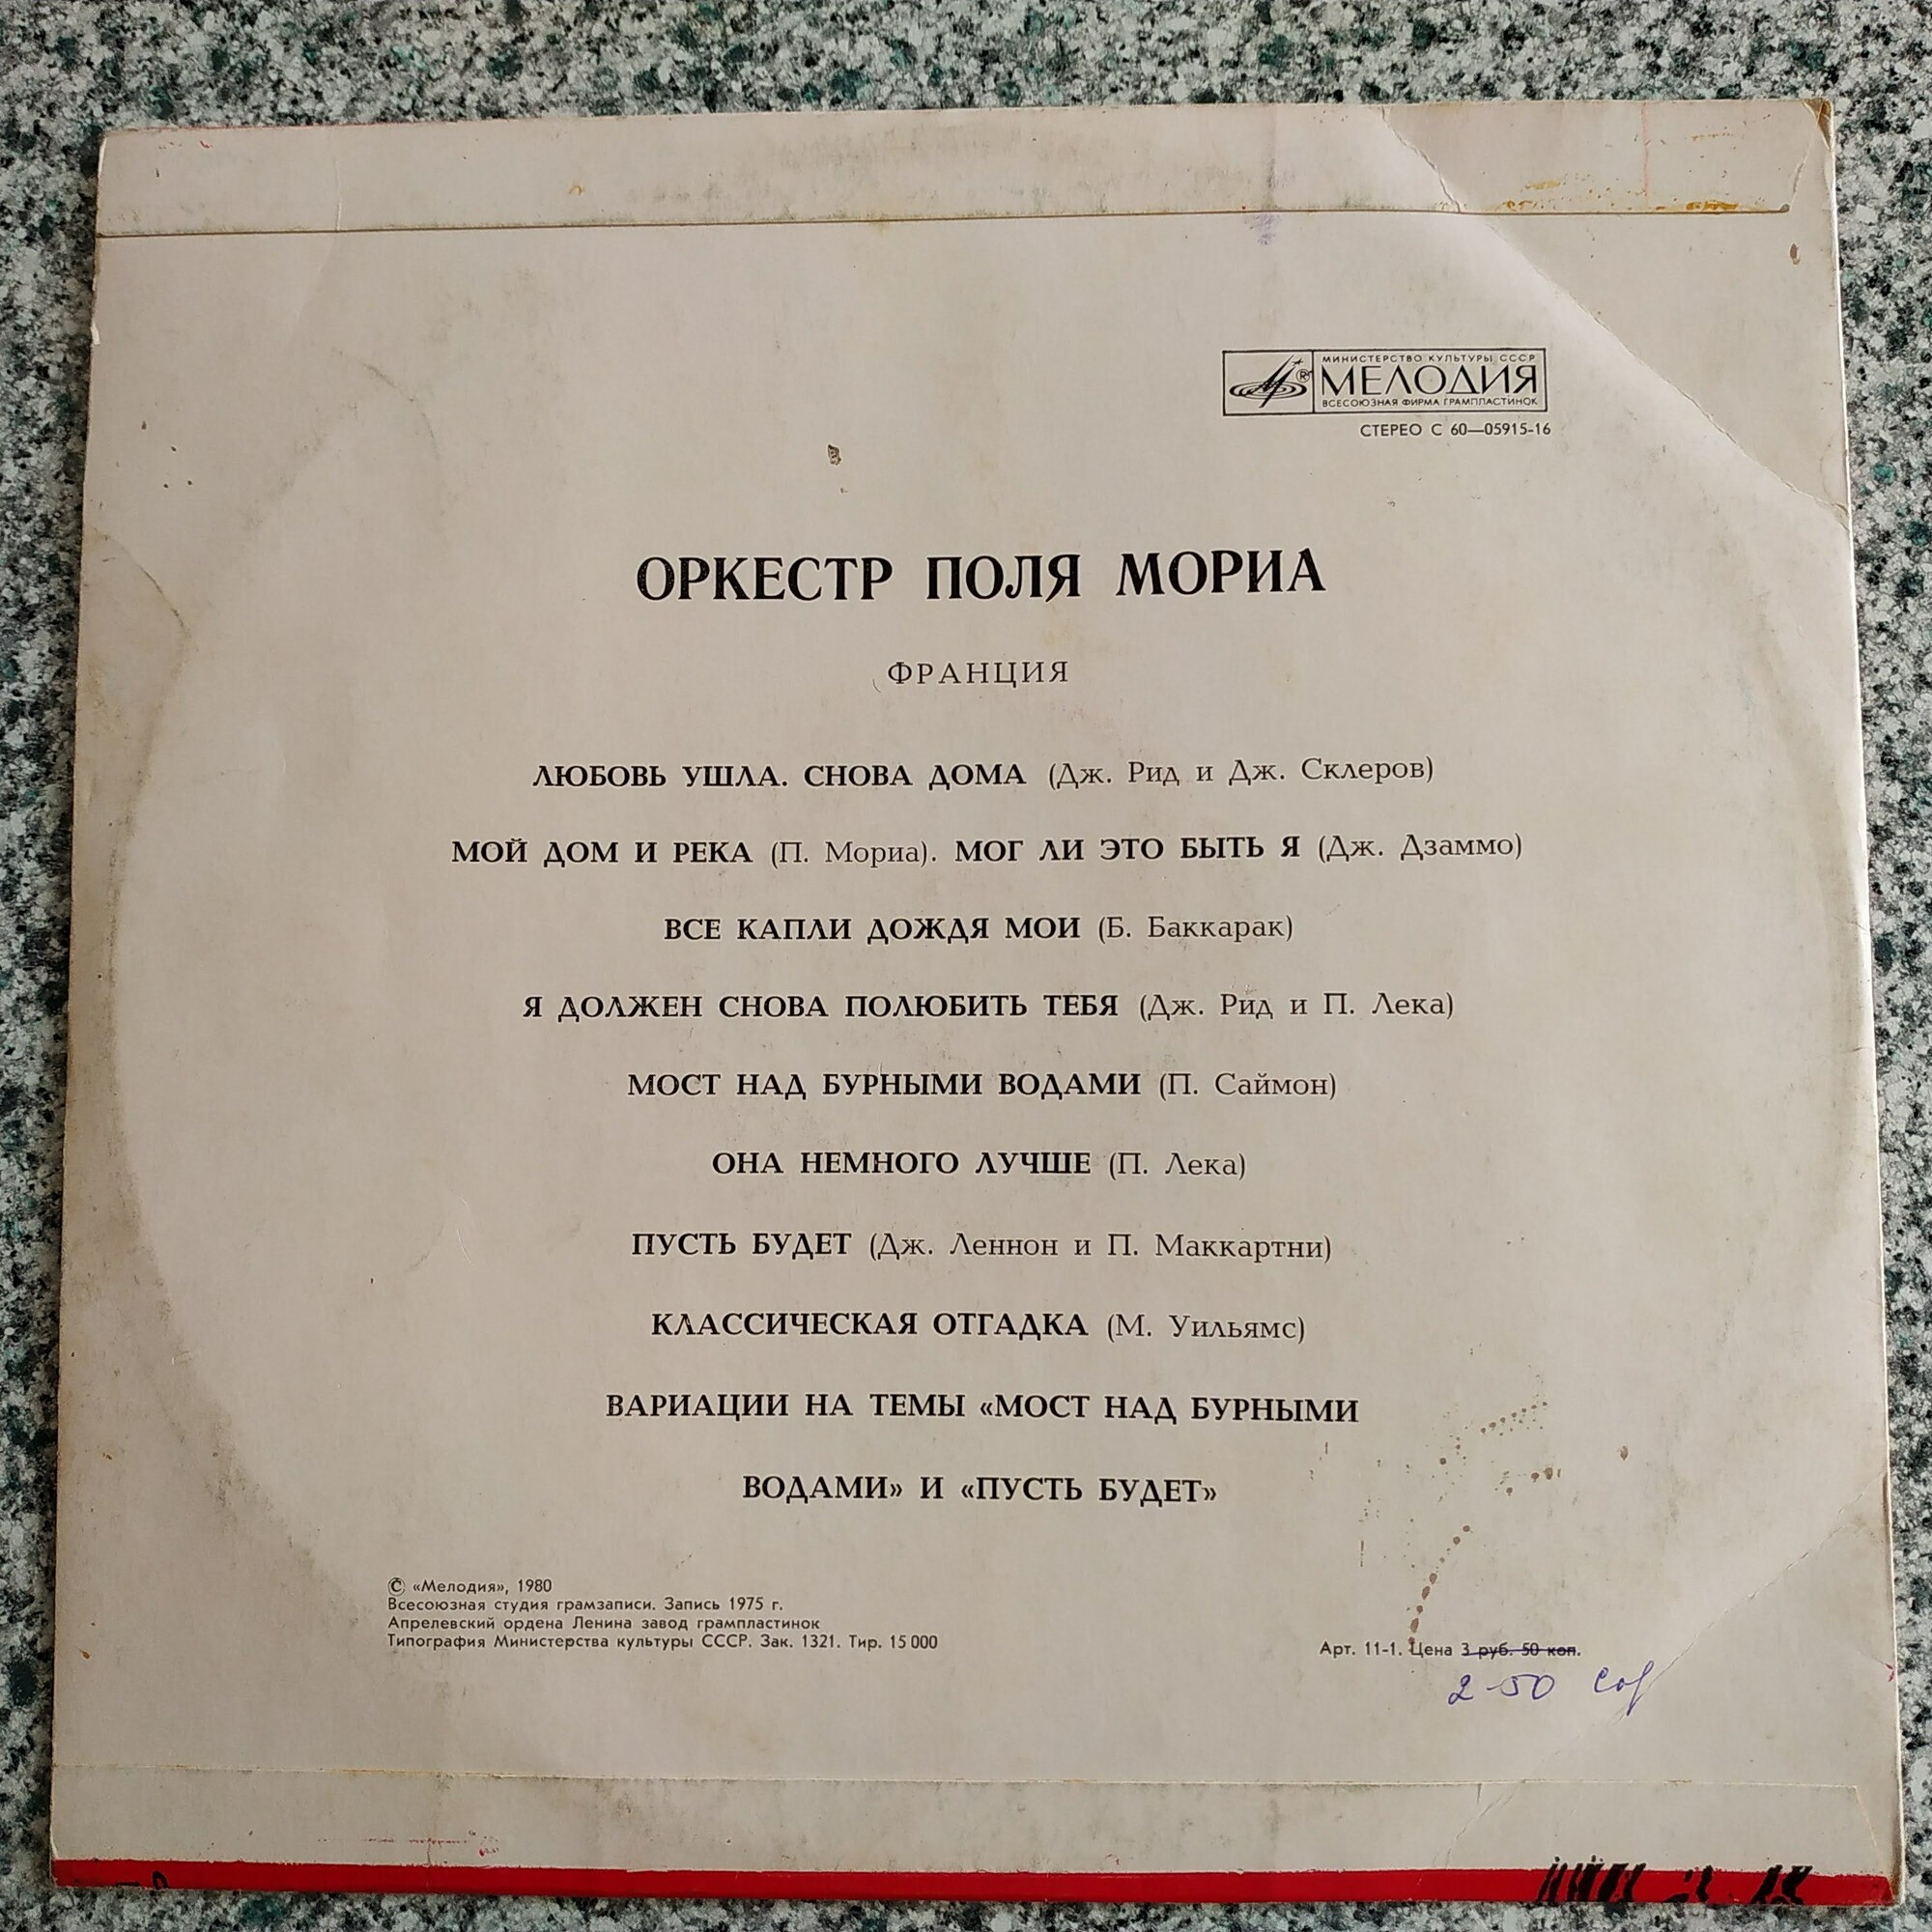 МИНИСТЕРСТВО КУЛЬТУРЫ СССР
МЕЛОДИЯ
ВСЕСОЮЗНАЯ ФИРМА ГРАМПЛАСТИНОК
СТЕРЕО С 60—05915-16
ОРКЕСТР ПОЛЯ МОРИА
ФРАНЦИЯ
ЛЮБОВЬ УШЛА. СНОВА ДОМА (Дж. Рид и Дж. Склеров)
МОЙ ДОМ И РЕКА (П. Мориа). МОГ ЛИ ЭТО БЫТЬ Я (Дж. Дзаммо)
ВСЕ КАПЛИ ДОЖДЯ МОИ (Б. Баккарак)
Я ДОЛЖЕН СНОВА ПОЛЮБИТЬ ТЕБЯ (Дж. Рид и П. Лека)
МОСТ НАД БУРНЫМИ ВОДАМИ (П. Саймон)
ОНА НЕМНОГО ЛУЧШЕ (П. Лека)
ПУСТЬ БУДЕТ (Дж. Леннон и П. Маккартни)
КЛАССИЧЕСКАЯ ОТГАДКА (М. Уильямс)
ВАРИАЦИИ НА ТЕМЫ «МОСТ НАД БУРНЫМИ
ВОДАМИ» И «ПУСТЬ БУДЕТ»
© «Мелодия», 1980
Всесоюзная студия грамзаписи. Запись 1975 г.
Апрелевский ордена Ленина завод грампластинок
Типография Министерства культуры СССР. Зак. 1321. Тир. 15 000
Арт. 11-1. Цена 3 руб. 50 коп.
2-50